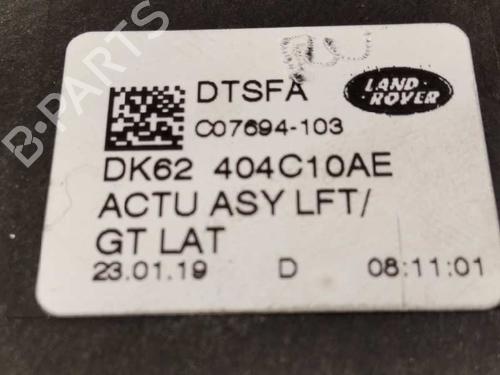 B-PARTS
DTSFA
LAND
ROVER
C07694-103
DK62 404C10AE
ACTU ASY LFT/
GT LAT
23.01.19 D 08:11:01